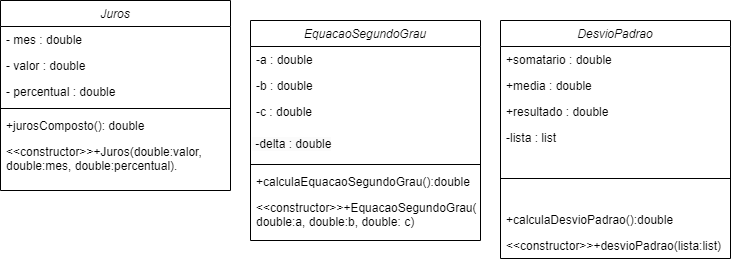 Juros
- mes : double
- valor : double
- percentual : double
+jurosComposto(): double
<<constructor>>+Juros(double:valor,
double:mes, double:percentual).
EquacaoSegundoGrau
-a : double
-b : double
-c : double
-delta : double
+calculaEquacaoSegundoGrau():double
<<constructor>>+EquacaoSegundoGrau(
double:a, double:b, double: c)
DesvioPadrao
+somatario : double
+media : double
+resultado : double
-lista : list
+calculaDesvioPadrao():double
<<constructor>>+desvioPadrao(lista:list)